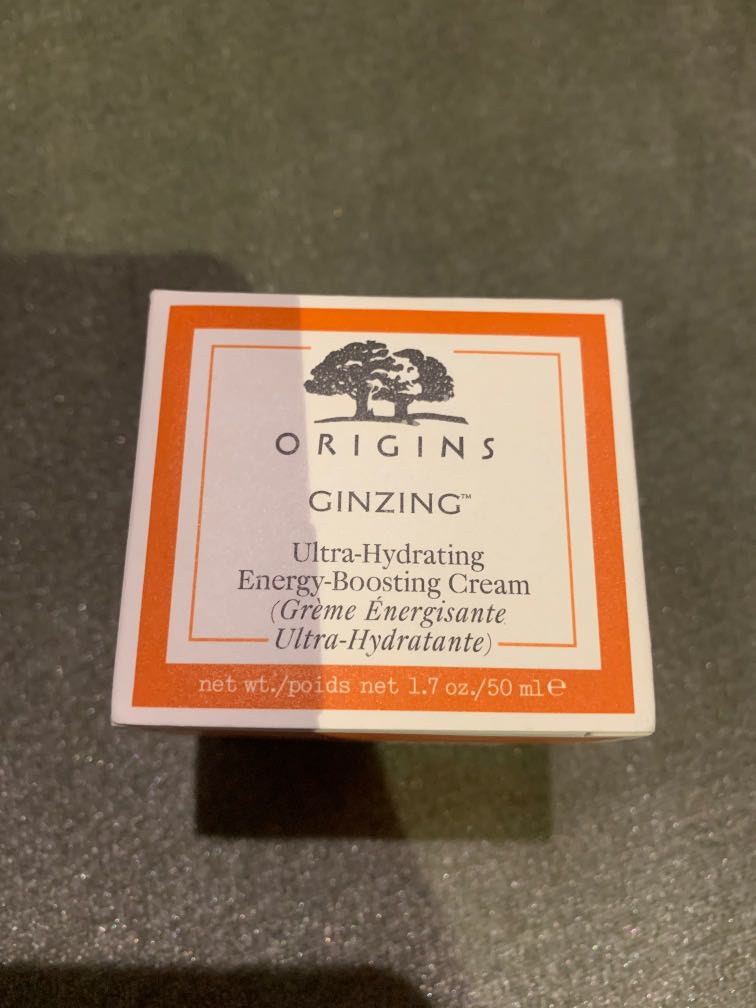 ORIGINS
GINZING™
Ultra-Hydrating
Energy-Boosting Cream
(Grème Énergisante
Ultra-Hydratante)
net wt./poids net 1.7 oz./50 ml ℮